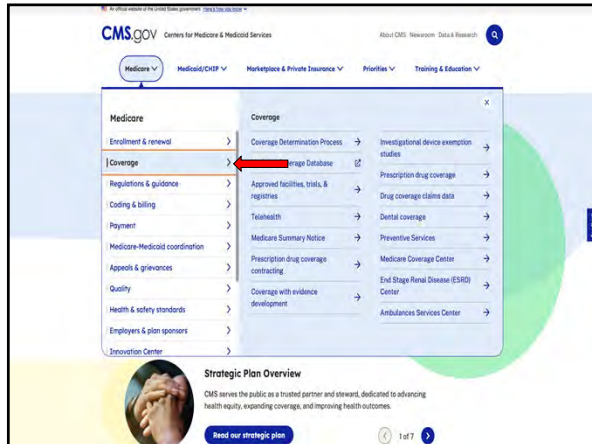 An official website of the United States government Here's how you know
CMS.gov Centers for Medicare & Medicaid Services
About CMS Newsroom Data & Research
Medicare
Medicaid/CHIP
Marketplace & Private Insurance
Priorities
Training & Education
Medicare
Enrollment & renewal
Coverage
Regulations & guidance
Coding & billing
Payment
Medicare-Medicaid coordination
Appeals & grievances
Quality
Health & safety standards
Employers & plan sponsors
Innovation Center
Coverage
Coverage Determination Process
erage Database
Approved facilities, trials, &
registries
Telehealth
Medicare Summary Notice
Prescription drug coverage
contracting
Coverage with evidence
development
Investigational device exemption
studies
Prescription drug coverage
Drug coverage claims data
Dental coverage
Preventive Services
Medicare Coverage Center
End Stage Renal Disease (ESRD)
Center
Ambulances Services Center
Strategic Plan Overview
CMS serves the public as a trusted partner and steward, dedicated to advancing
health equity, expanding coverage, and improving health outcomes.
Read our strategic plan
1 of 7